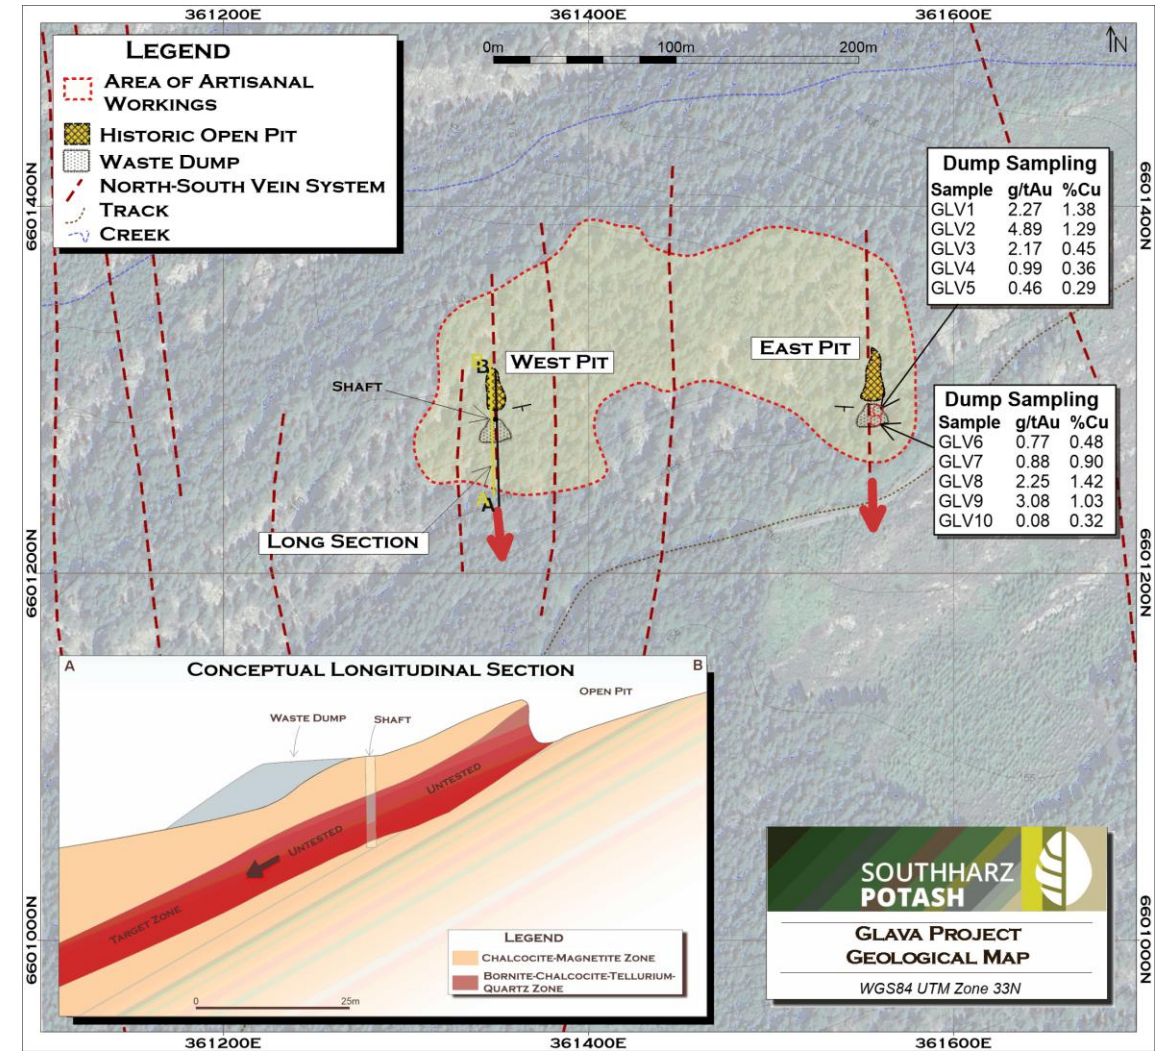 361200E
361400E
361600E
LEGEND
AREA OF ARTISANAL
WORKINGS
HISTORIC OPEN PIT
WASTE DUMP
NORTH-SOUTH VEIN SYSTEM
TRACK
CREEK
0m 100m 200m
N
6601400N
6601400N
Dump Sampling
Sample g/tAu %Cu
GLV1 2.27 1.38
GLV2 4.89 1.29
GLV3 2.17 0.45
GLV4 0.99 0.36
GLV5 0.46 0.29
B
WEST PIT
EAST PIT
SHAFT
Dump Sampling
Sample g/tAu %Cu
GLV6 0.77 0.48
GLV7 0.88 0.90
GLV8 2.25 1.42
GLV9 3.08 1.03
GLV10 0.08 0.32
A
LONG SECTION
6601200N
6601200N
A
CONCEPTUAL LONGITUDINAL SECTION
B
OPEN PIT
WASTE DUMP
SHAFT
UNTESTED
UNTESTED
TARGET ZONE
LEGEND
CHALCOCITE-MAGNETITE ZONE
BORNITE-CHALCOCITE-TELLURIUM-
QUARTZ ZONE
0 25m
SOUTHHARZ
POTASH
GLAVA PROJECT
GEOLOGICAL MAP
WGS84 UTM Zone 33N
6601000N
6601000N
361200E
361400E
361600E